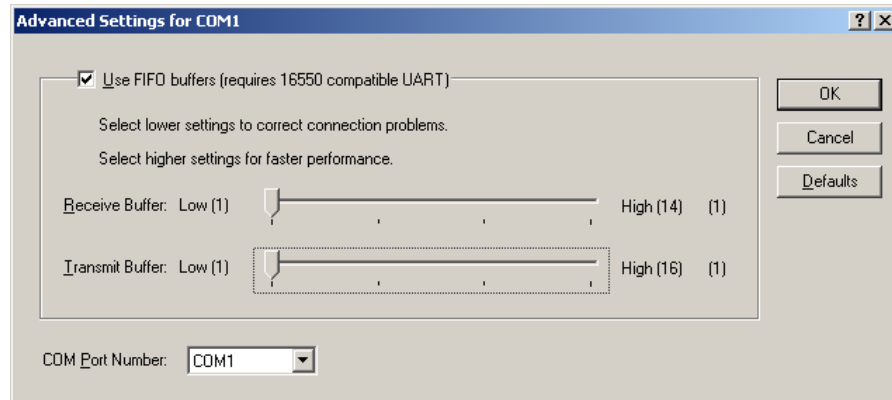 Advanced Settings for COM1
Use FIFO buffers (requires 16550 compatible UART)
OK
Select lower settings to correct connection problems.
Cancel
Select higher settings for faster performance.
Defaults
Receive Buffer: Low (1) High (14) (1)
Transmit Buffer: Low (1) High (16) (1)
COM Port Number: COM1